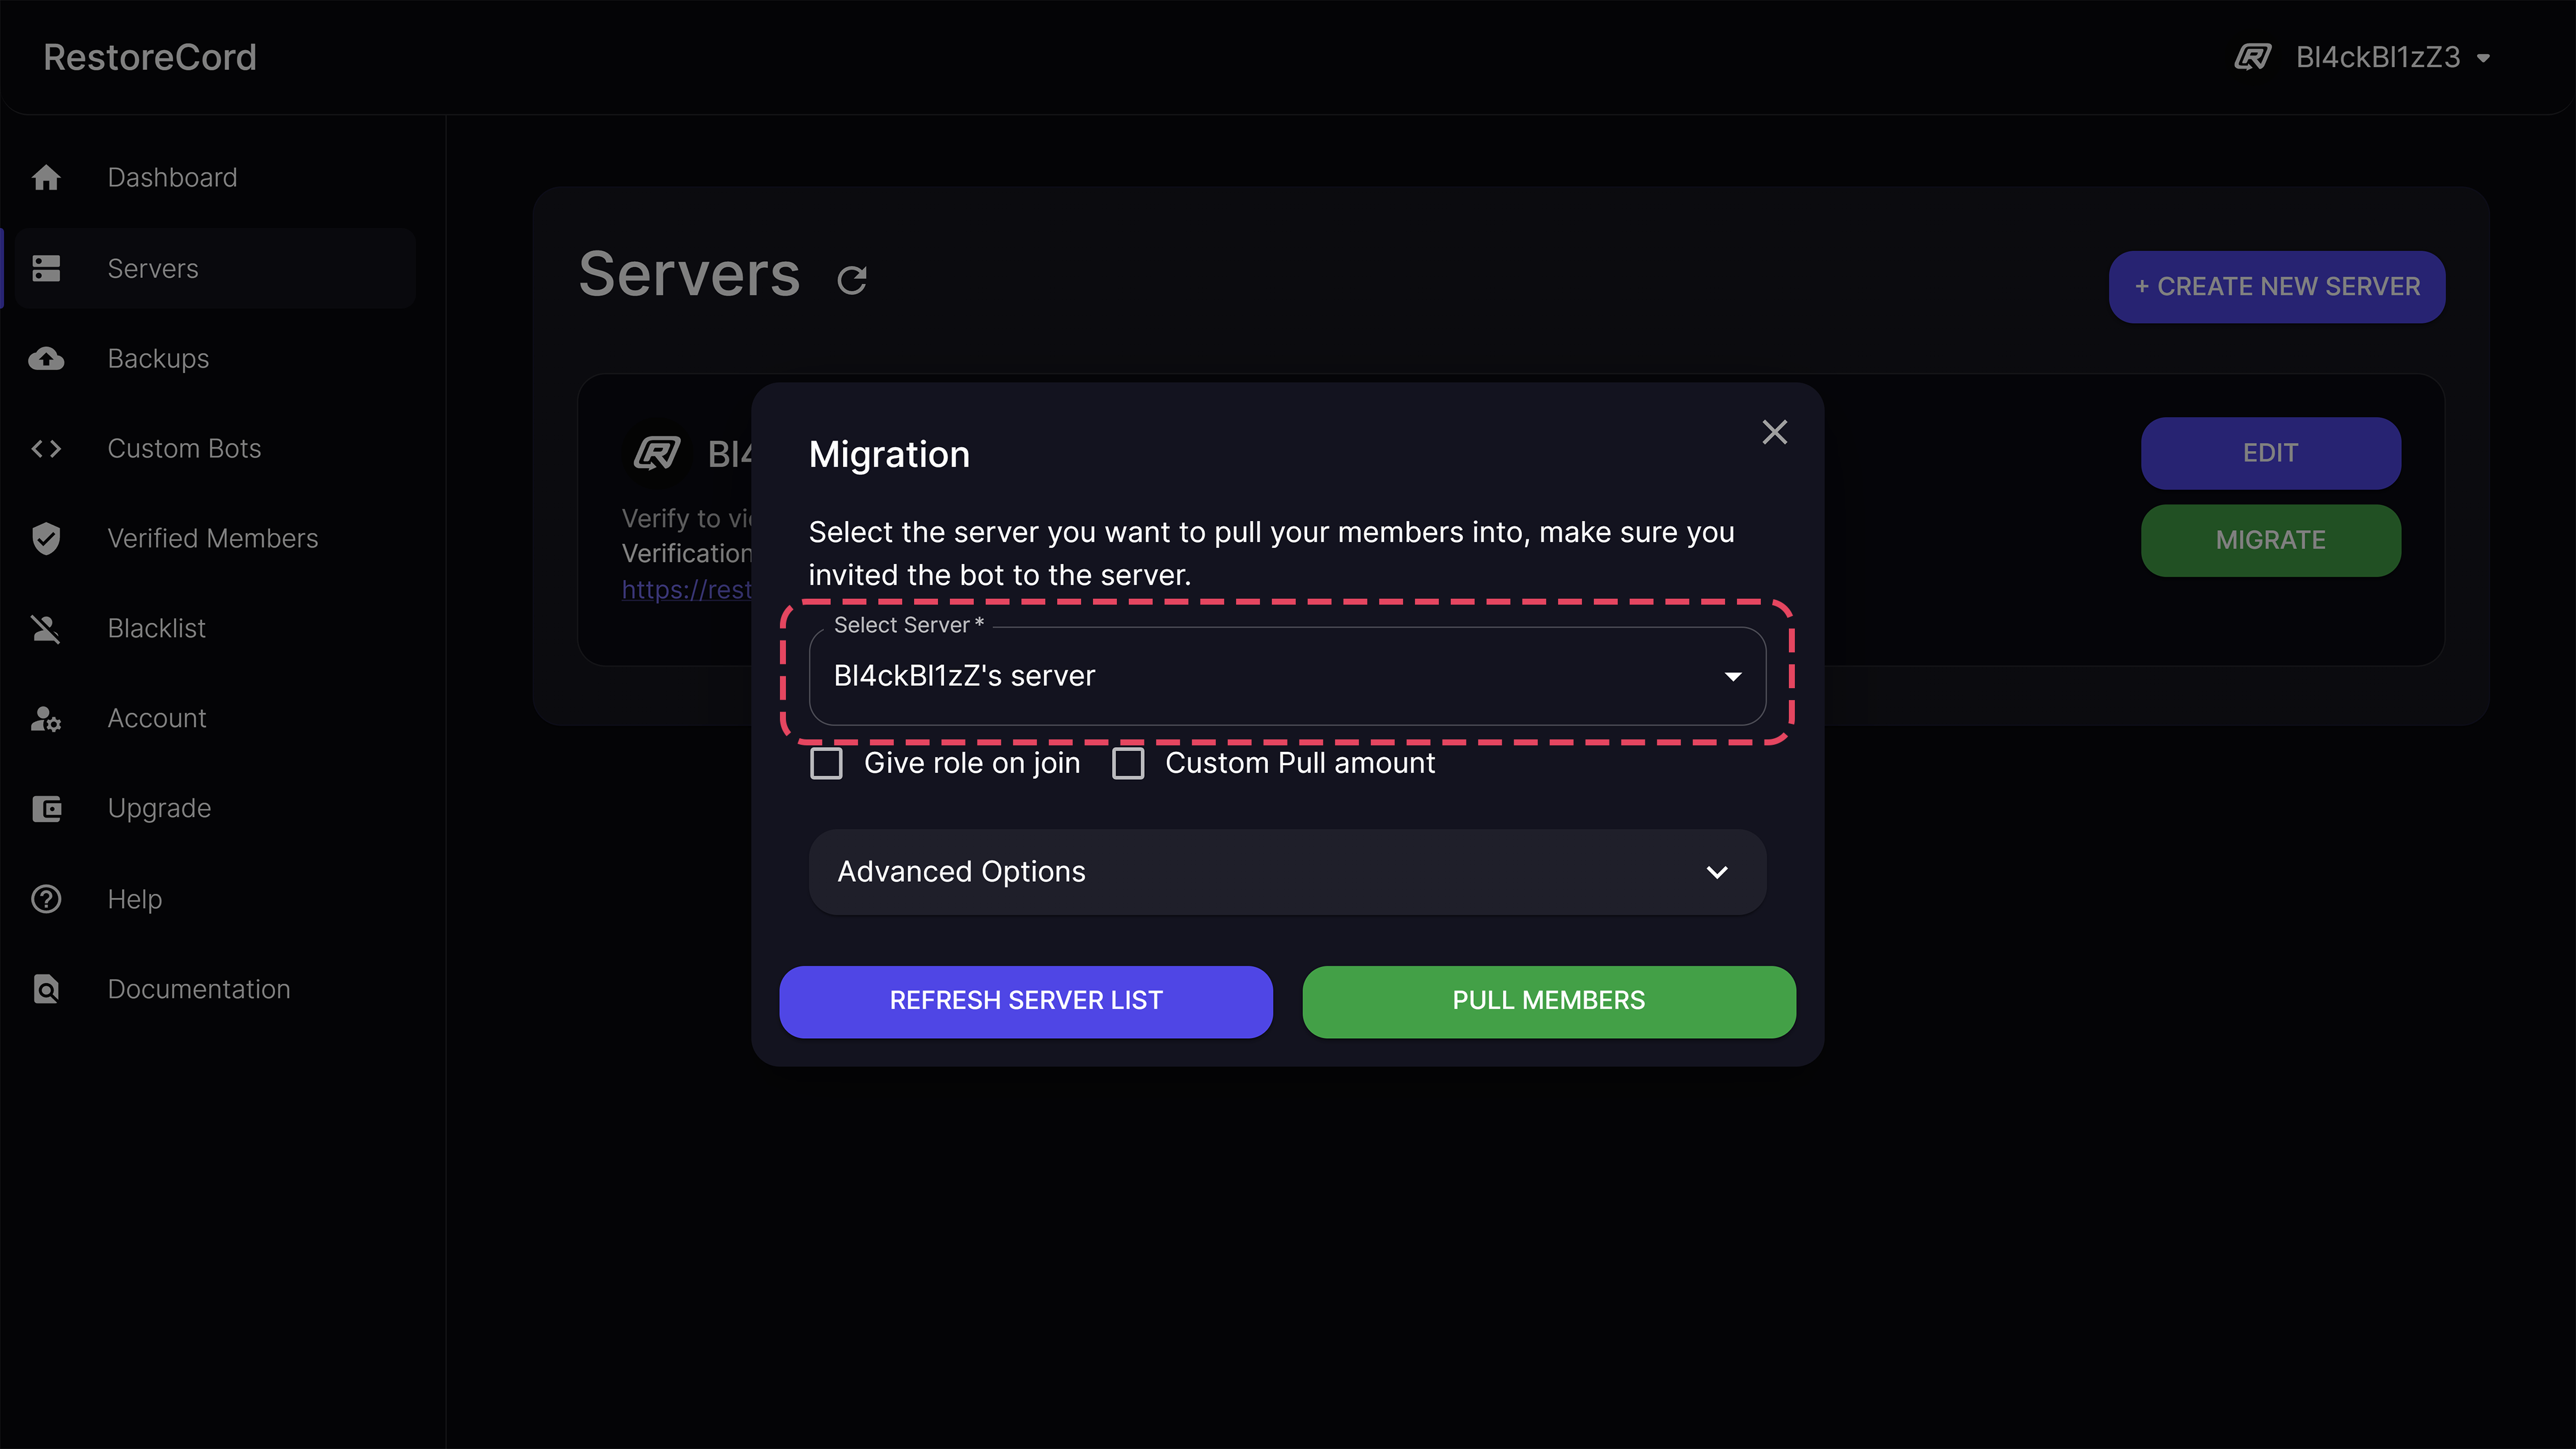 RestoreCord
Bl4ckBl1zZ3
Dashboard
Servers
Backups
Custom Bots
Verified Members
Blacklist
Account
Upgrade
Help
Documentation
Servers
+ CREATE NEW SERVER
Bl4
Verify to vi
Verification
https://rest
EDIT
MIGRATE
Migration
Select the server you want to pull your members into, make sure you
invited the bot to the server.
Select Server *
Bl4ckBl1zZ's server
Give role on join
Custom Pull amount
Advanced Options
REFRESH SERVER LIST
PULL MEMBERS